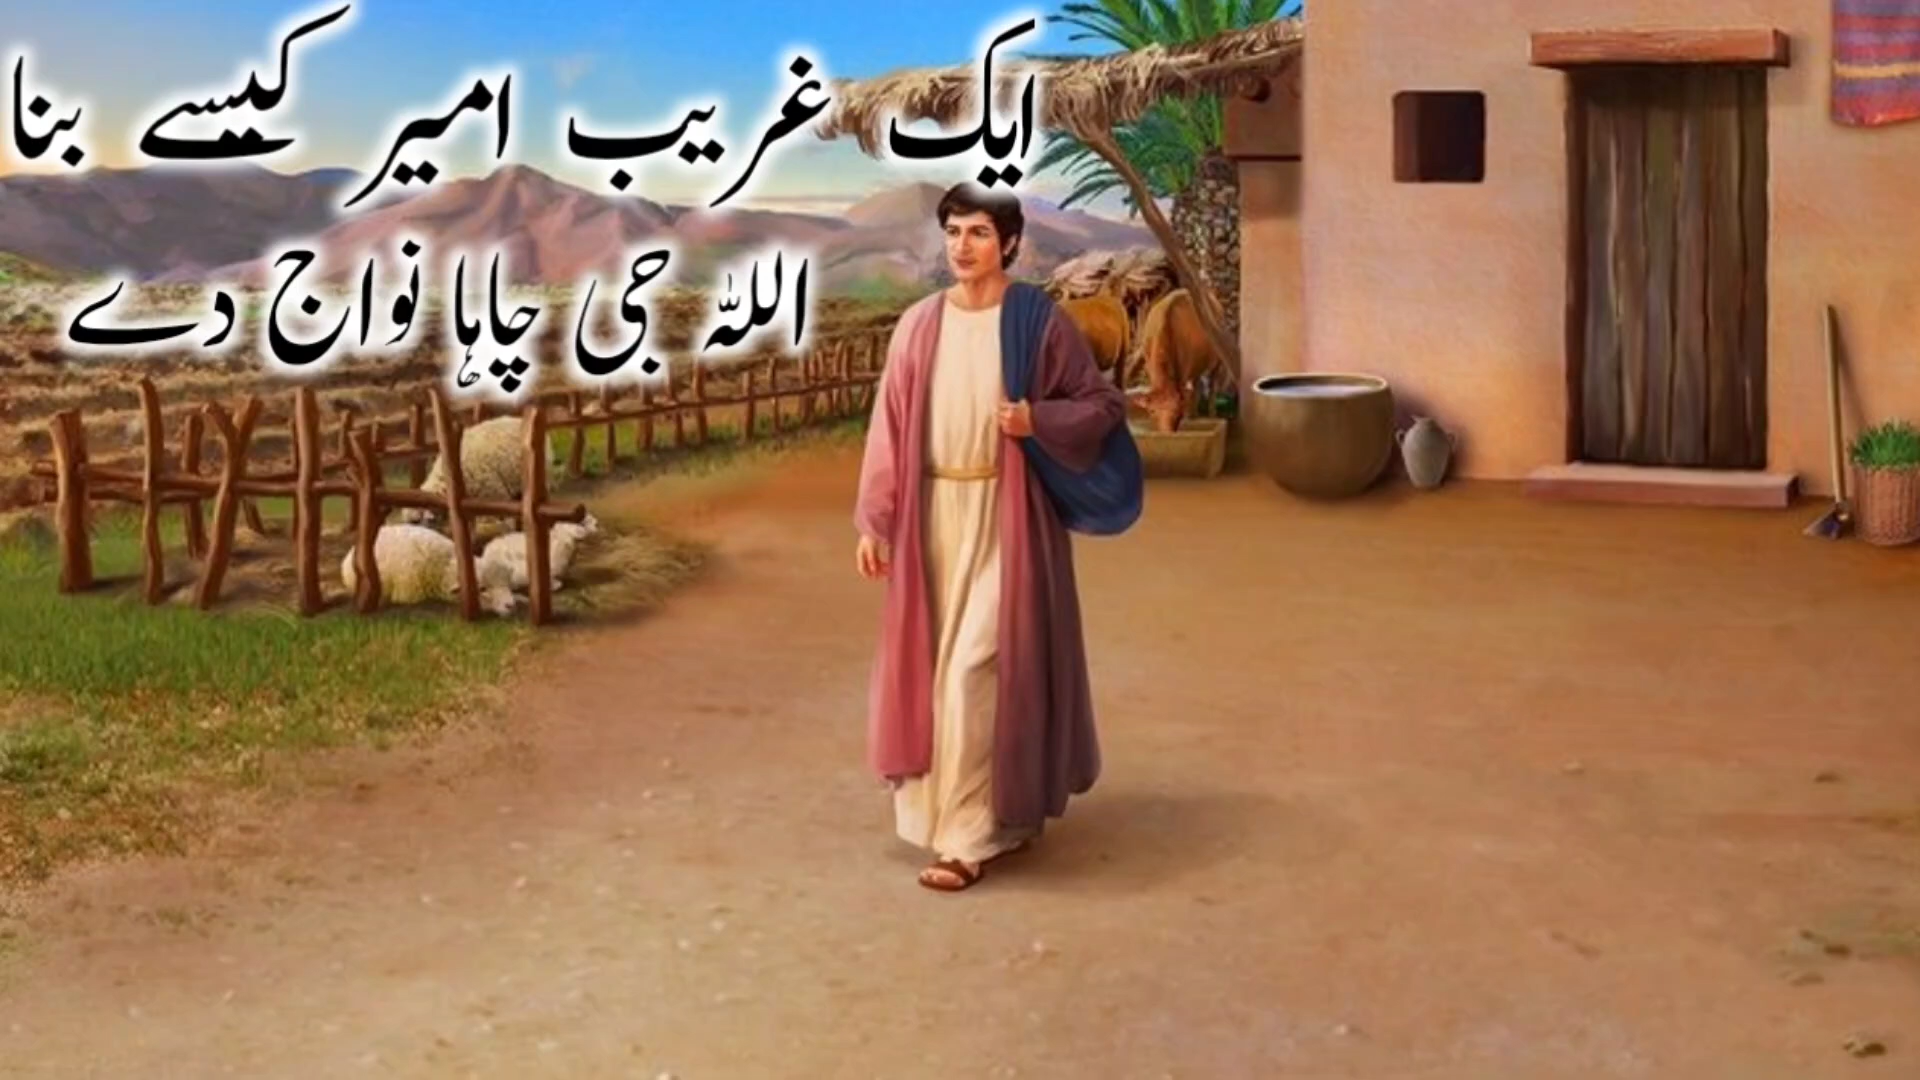 ایک غریب امیر کیسے بنا
اللہ جی چاہا نواج دے